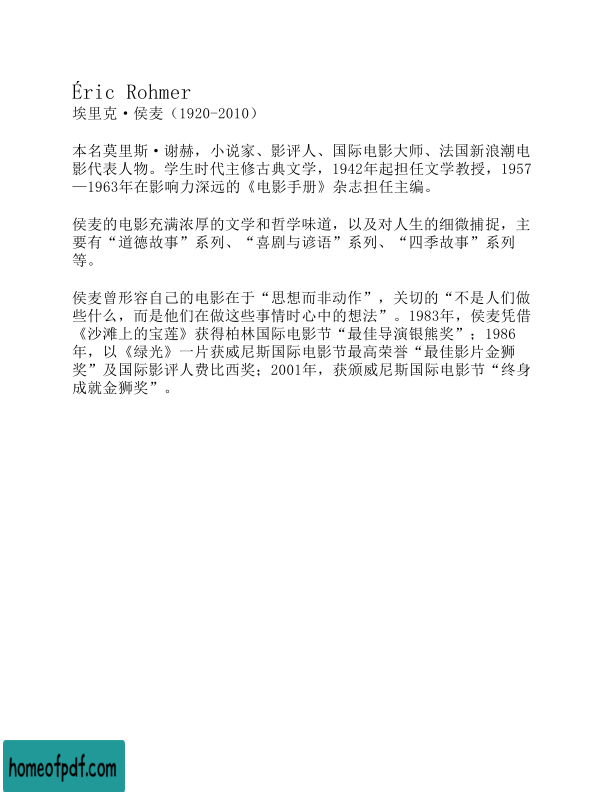 Éric Rohmer
埃里克·侯麦（1920-2010）
本名莫里斯·谢赫，小说家、影评人、国际电影大师、法国新浪潮电
影代表人物。学生时代主修古典文学，1942年起担任文学教授，1957
—1963年在影响力深远的《电影手册》杂志担任主编。
侯麦的电影充满浓厚的文学和哲学味道，以及对人生的细微捕捉，主
要有“道德故事”系列、“喜剧与谚语”系列、“四季故事”系列
等。
侯麦曾形容自己的电影在于“思想而非动作”，关切的“不是人们做
些什么，而是他们在做这些事情时心中的想法”。1983年，侯麦凭借
《沙滩上的宝莲》获得柏林国际电影节“最佳导演银熊奖”；1986
年，以《绿光》一片获威尼斯国际电影节最高荣誉“最佳影片金狮
奖”及国际影评人费比西奖；2001年，获颁威尼斯国际电影节“终身
成就金狮奖”。
homeofpdf.com